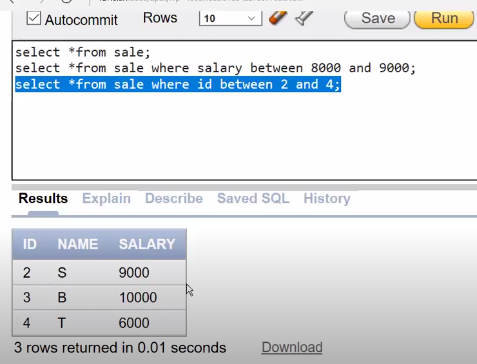 Autocommit Rows 10 Save Run
select *from sale;
select *from sale where salary between 8000 and 9000;
select *from sale where id between 2 and 4;
Results Explain Describe Saved SQL History
ID NAME SALARY
2 S 9000
3 B 10000
4 T 6000
3 rows returned in 0.01 seconds Download